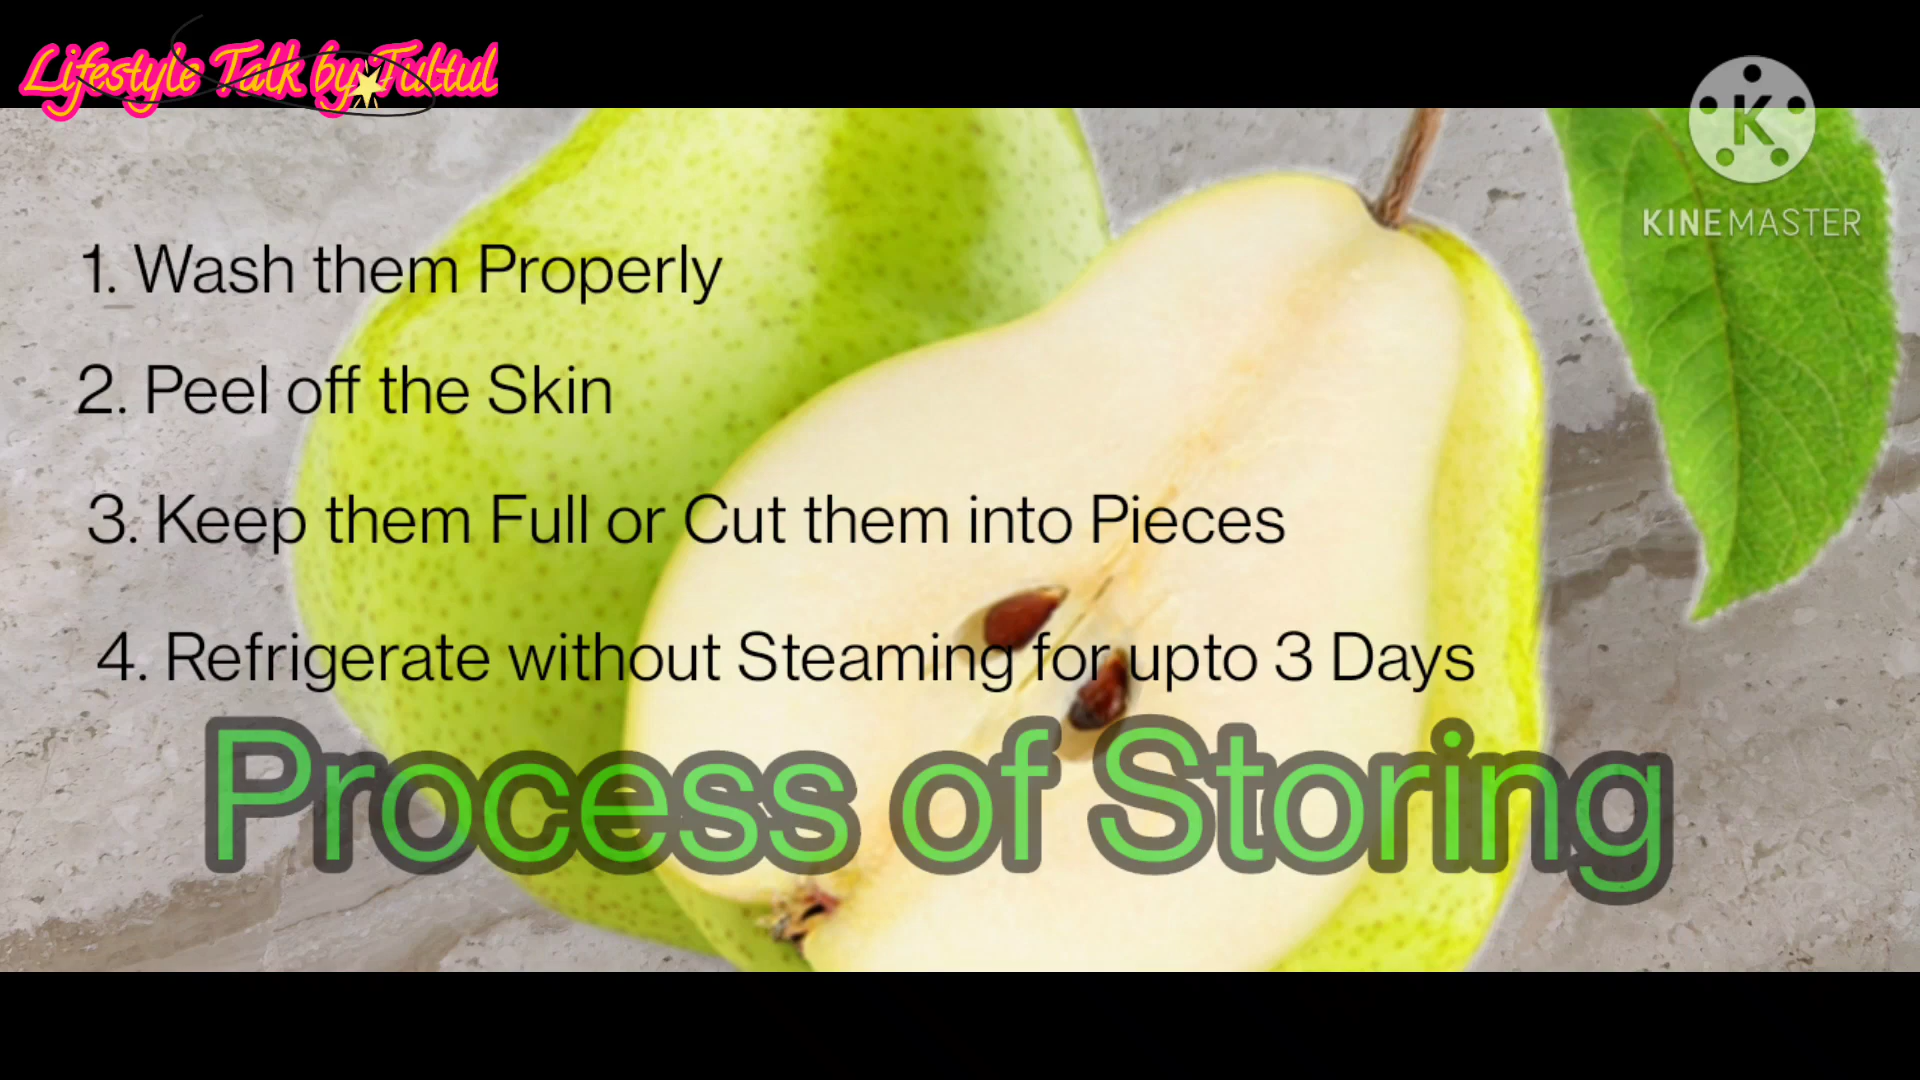 Lifestyle Talk by Tultul
K
KINEMASTER
1. Wash them Properly
2. Peel off the Skin
3. Keep them Full or Cut them into Pieces
4. Refrigerate without Steaming for upto 3 Days
Process of Storing